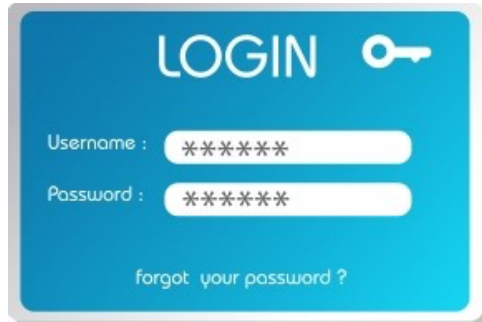 LOGIN
Username : ******
Password : ******
forgot your password ?